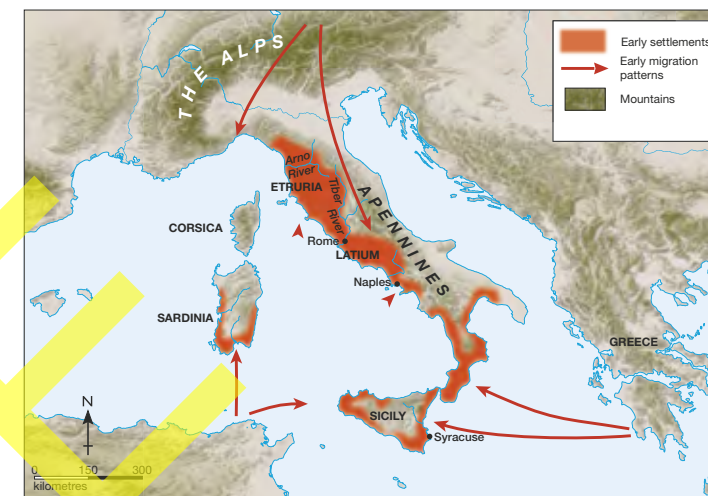 THE ALPS
Early settlements
Early migration
patterns
Mountains
Arno
River
ETRURIA
Tiber
River
APENNINES
CORSICA
Rome
LATIUM
Naples
SARDINIA
GREECE
N
SICILY
Syracuse
0 150 300
kilometres